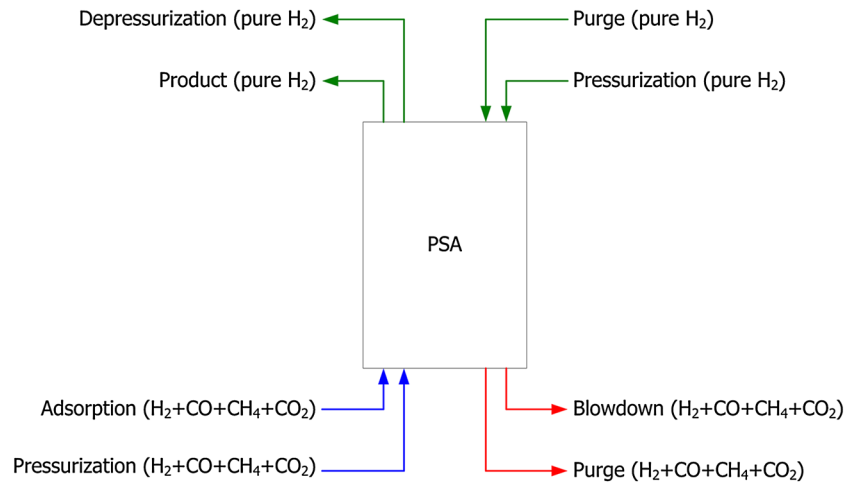 Depressurization (pure H₂)
Purge (pure H₂)
Product (pure H₂)
Pressurization (pure H₂)
PSA
Adsorption (H₂+CO+CH₄+CO₂)
Blowdown (H₂+CO+CH₄+CO₂)
Pressurization (H₂+CO+CH₄+CO₂)
Purge (H₂+CO+CH₄+CO₂)